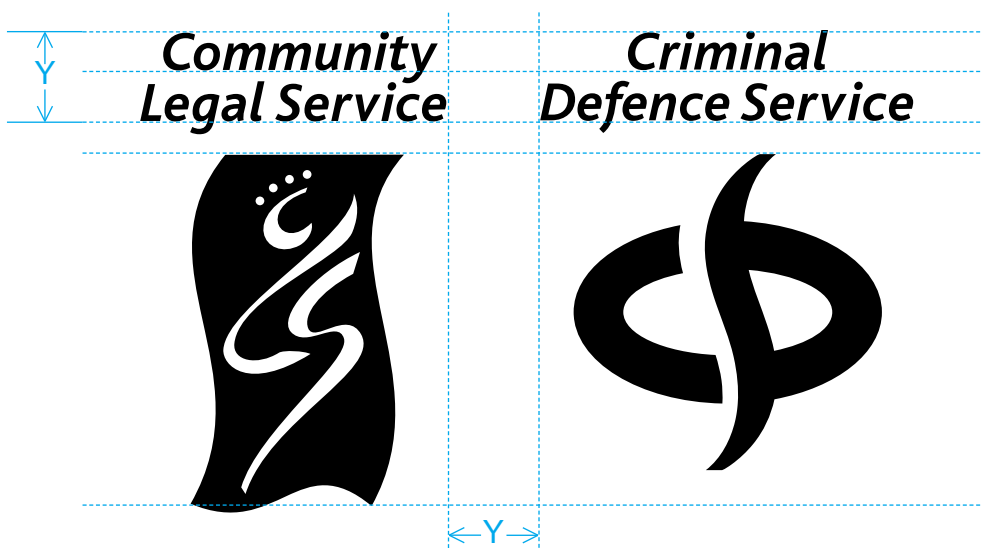 Community
Legal Service
Criminal
Defence Service
Y
Y